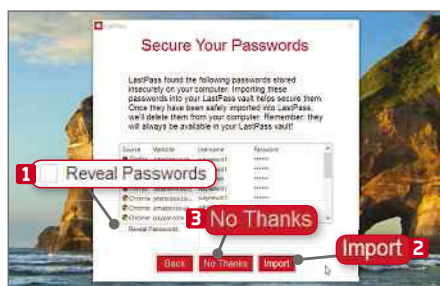 LastPass
Secure Your Passwords
LastPass found the following passwords stored
insecurely on your computer. Importing these
passwords into your LastPass vault helps secure them.
Once they have been safely imported into LastPass,
we'll delete them from your computer. Remember: they
will always be available in your LastPass vault!
Source Website Username Password
1 Reveal Passwords
Chrome
Chrome
Chrome
Reveal Passwords
3 No Thanks
Import 2
Back No Thanks Import